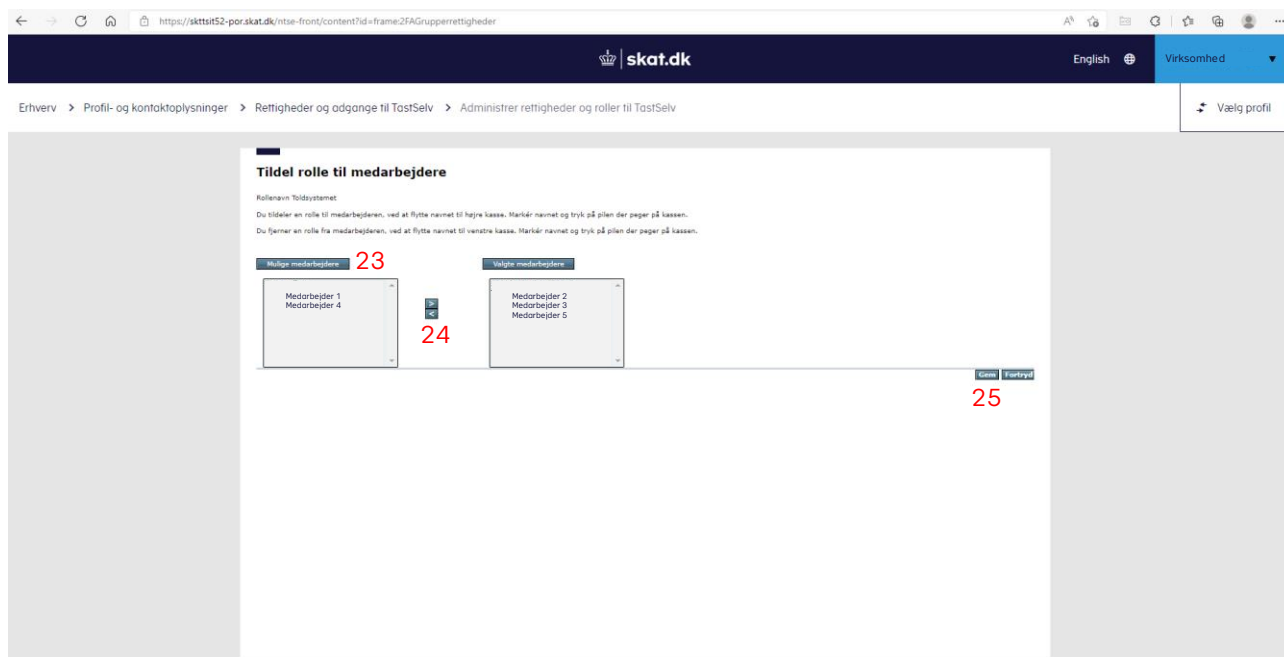 https://skttsit52-por.skat.dk/ntse-front/content?id=frame:2FAGrupperrettigheder
skat.dk
English
Virksomhed
Erhverv > Profil- og kontaktoplysninger > Rettigheder og adgange til TastSelv > Administrer rettigheder og roller til TastSelv
Vælg profil
Tildel rolle til medarbejdere
Rollenavn Toldsystemet
Du tildeler en rolle til medarbejderen, ved at flytte navnet til højre kasse. Markér navnet og tryk på pilen der peger på kassen.
Du fjerner en rolle fra medarbejderen, ved at flytte navnet til venstre kasse. Markér navnet og tryk på pilen der peger på kassen.
Mulige medarbejdere 23
Valgte medarbejdere
Medarbejder 1
Medarbejder 4
>
<
24
Medarbejder 2
Medarbejder 3
Medarbejder 5
Gem Fortryd
25